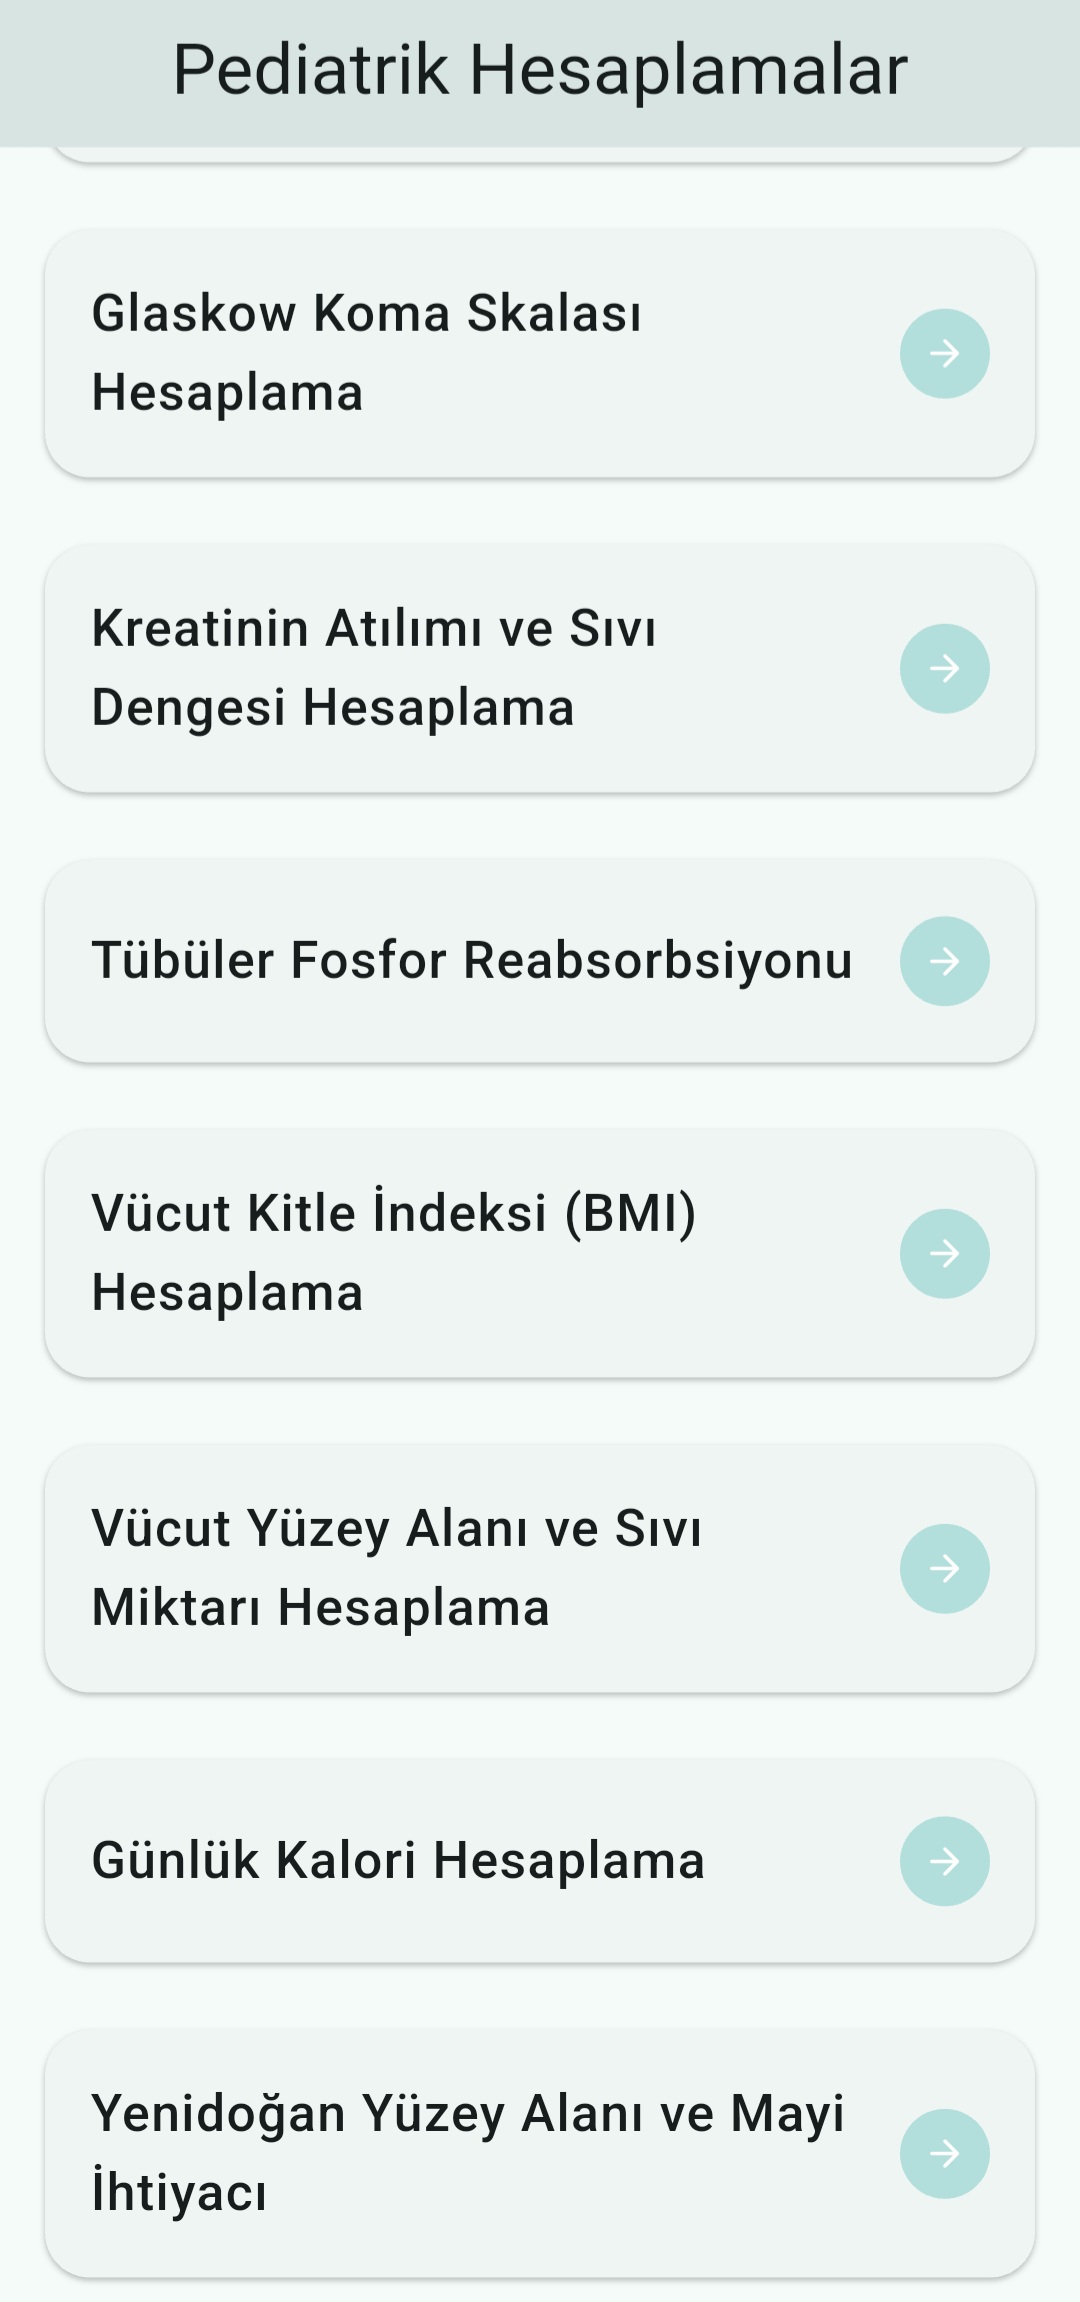 Pediatrik Hesaplamalar
Glaskow Koma Skalası
Hesaplama
Kreatinin Atılımı ve Sıvı
Dengesi Hesaplama
Tübüler Fosfor Reabsorbsiyonu
Vücut Kitle İndeksi (BMI)
Hesaplama
Vücut Yüzey Alanı ve Sıvı
Miktarı Hesaplama
Günlük Kalori Hesaplama
Yenidoğan Yüzey Alanı ve Mayi
İhtiyacı